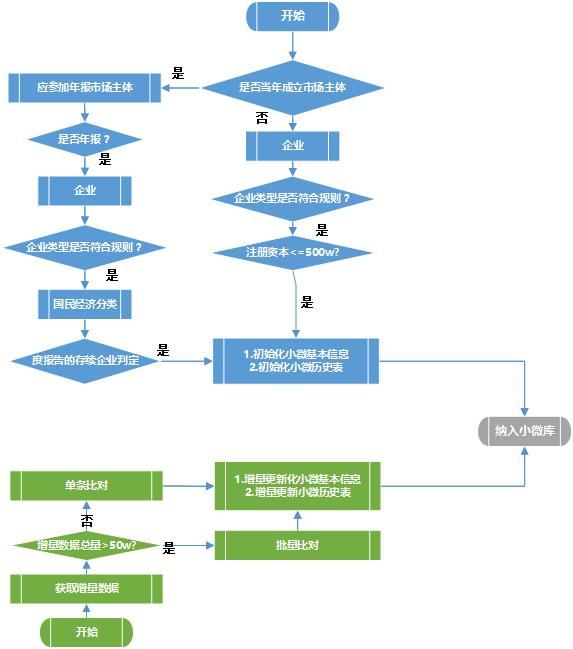 开始
是否当年成立市场主体
是
应参加年报市场主体
否
是否年报？
企业
是
企业
企业类型是否符合规则？
是
企业类型是否符合规则？
注册资本<=500w?
是
国民经济分类
是
度报告的存续企业判定
是
1.初始化小微基本信息
2.初始化小微历史表
纳入小微库
单条比对
1.增量更新化小微基本信息
2.增量更新小微历史表
否
增量数据总量>50w?
是
批量比对
获取增量数据
开始